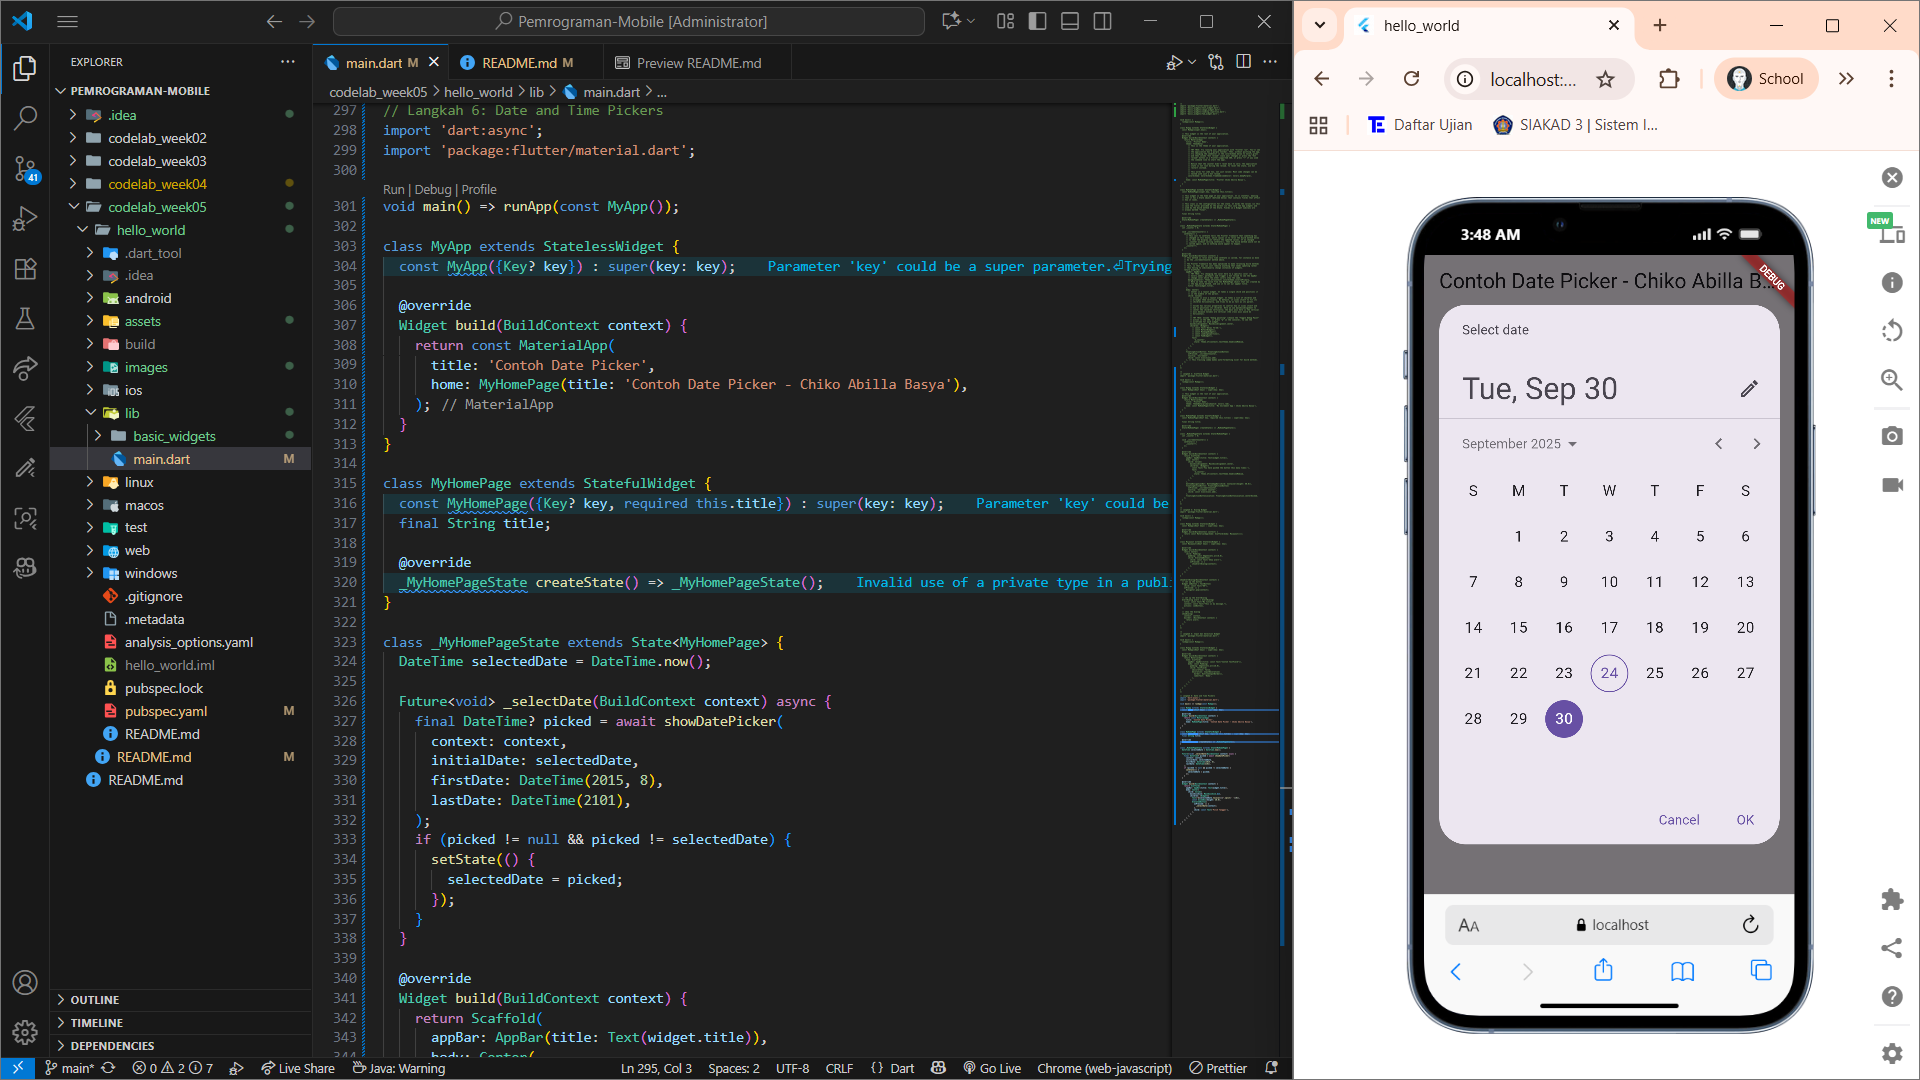 Pemrograman-Mobile [Administrator]
EXPLORER
PEMROGRAMAN-MOBILE
.idea
codelab_week02
codelab_week03
codelab_week04
codelab_week05
hello_world
.dart_tool
.idea
android
assets
build
images
ios
lib
basic_widgets
main.dart M
linux
macos
test
web
windows
.gitignore
.metadata
analysis_options.yaml
hello_world.iml
pubspec.lock
pubspec.yaml M
README.md
README.md M
README.md
OUTLINE
TIMELINE
DEPENDENCIES
41
main.dart M
README.md M
Preview README.md
codelab_week05 > hello_world > lib > main.dart > ...
297 // Langkah 6: Date and Time Pickers
298 import 'dart:async';
299 import 'package:flutter/material.dart';
300
Run | Debug | Profile
301 void main() => runApp(const MyApp());
302
303 class MyApp extends StatelessWidget {
304 const MyApp({Key? key}) : super(key: key); Parameter 'key' could be a super parameter.⏎Trying
305
306 @override
307 Widget build(BuildContext context) {
308 return const MaterialApp(
309 title: 'Contoh Date Picker',
310 home: MyHomePage(title: 'Contoh Date Picker - Chiko Abilla Basya'),
311 ); // MaterialApp
312 }
313 }
314
315 class MyHomePage extends StatefulWidget {
316 const MyHomePage({Key? key, required this.title}) : super(key: key); Parameter 'key' could be
317 final String title;
318
319 @override
320 _MyHomePageState createState() => _MyHomePageState(); Invalid use of a private type in a publ
321 }
322
323 class _MyHomePageState extends State<MyHomePage> {
324 DateTime selectedDate = DateTime.now();
325
326 Future<void> _selectDate(BuildContext context) async {
327 final DateTime? picked = await showDatePicker(
328 context: context,
329 initialDate: selectedDate,
330 firstDate: DateTime(2015, 8),
331 lastDate: DateTime(2101),
332 );
333 if (picked != null && picked != selectedDate) {
334 setState(() {
335 selectedDate = picked;
336 });
337 }
338 }
339
340 @override
341 Widget build(BuildContext context) {
342 return Scaffold(
343 appBar: AppBar(title: Text(widget.title)),
344 body: Center(
main* 0 2 7 Live Share Java: Warning Ln 295, Col 3 Spaces: 2 UTF-8 CRLF {} Dart Go Live Chrome (web-javascript) Prettier
hello_world
localhost:...
School
Daftar Ujian
SIAKAD 3 | Sistem I...
NEW
3:48 AM
Contoh Date Picker - Chiko Abilla B...
DEBUG
Select date
Tue, Sep 30
September 2025
S M T W T F S
1 2 3 4 5 6
7 8 9 10 11 12 13
14 15 16 17 18 19 20
21 22 23 24 25 26 27
28 29 30
Cancel OK
AA localhost